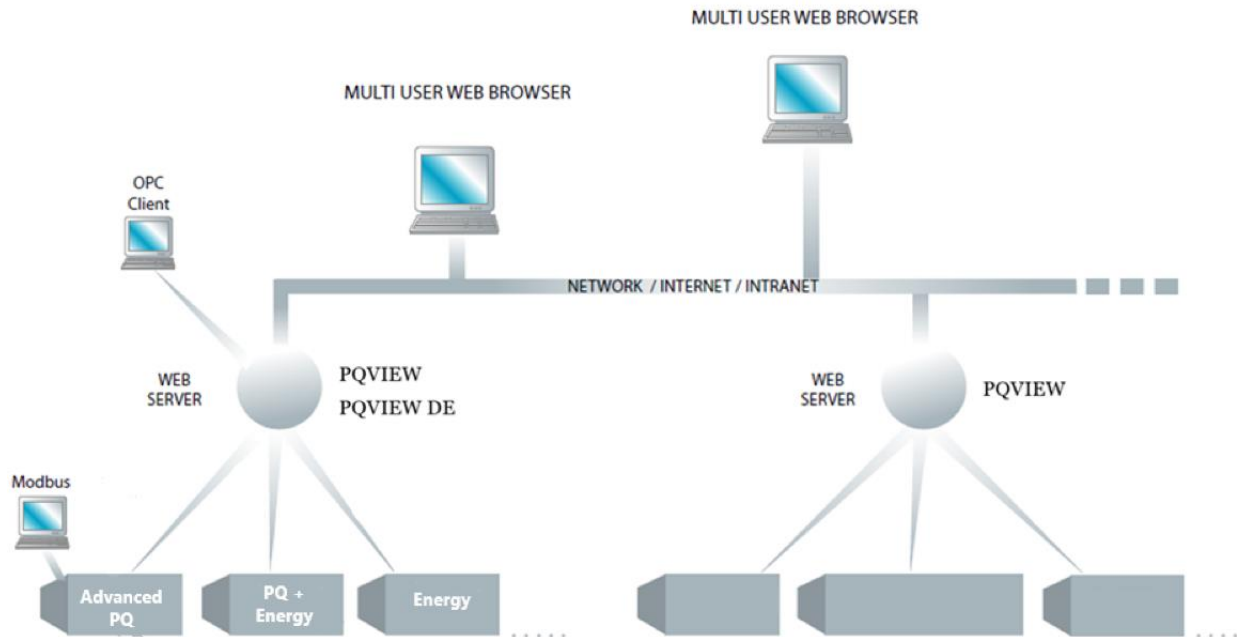 MULTI USER WEB BROWSER
MULTI USER WEB BROWSER
OPC
Client
NETWORK / INTERNET / INTRANET
WEB
SERVER
PQVIEW
PQVIEW DE
WEB
SERVER
PQVIEW
Modbus
Advanced
PQ
PQ +
Energy
Energy